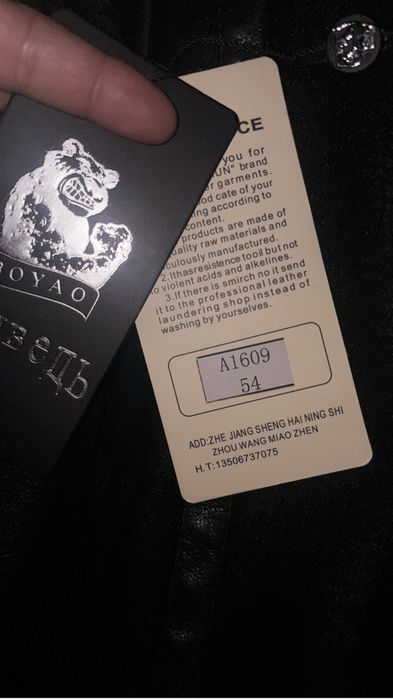 OYAO
ведь
CE
you for
UN" brand
garments.
od cate of your
ing according to
content.
products are made of
ality raw materials and
lously manufactured.
2.Ithasresistence tooil but not
o violent acids and alkelines.
3.If there is smirch no it send
it to the professional leather
laundering shop instead of
washing by yourselves.
A1609
54
ADD:ZHE JIANG SHENG HAI NING SHI
ZHOU WANG MIAO ZHEN
H.T:13506737075